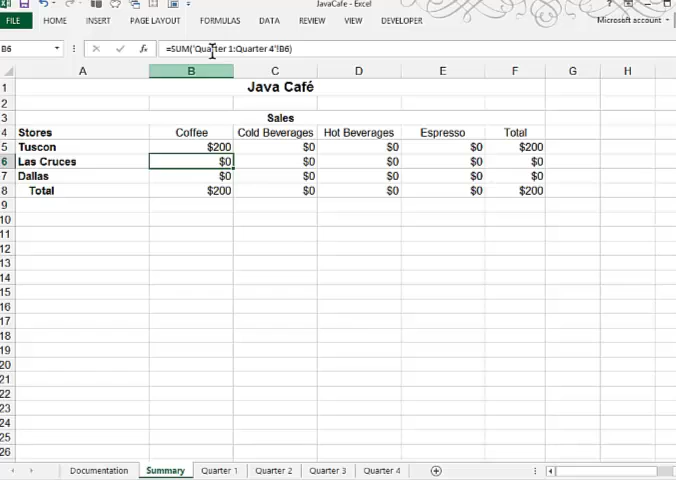 JavaCafe - Excel
FILE HOME INSERT PAGE LAYOUT FORMULAS DATA REVIEW VIEW DEVELOPER Microsoft account
B6 fx =SUM('Quarter 1:Quarter 4'!B6)
A B C D E F G H
1 Java Café
2
3 Sales
4 Stores Coffee Cold Beverages Hot Beverages Espresso Total
5 Tuscon $200 $0 $0 $0 $200
6 Las Cruces $0 $0 $0 $0 $0
7 Dallas $0 $0 $0 $0 $0
8 Total $200 $0 $0 $0 $200
9
10
11
12
13
14
15
16
17
18
19
20
21
22
23
24
25
26
Documentation Summary Quarter 1 Quarter 2 Quarter 3 Quarter 4